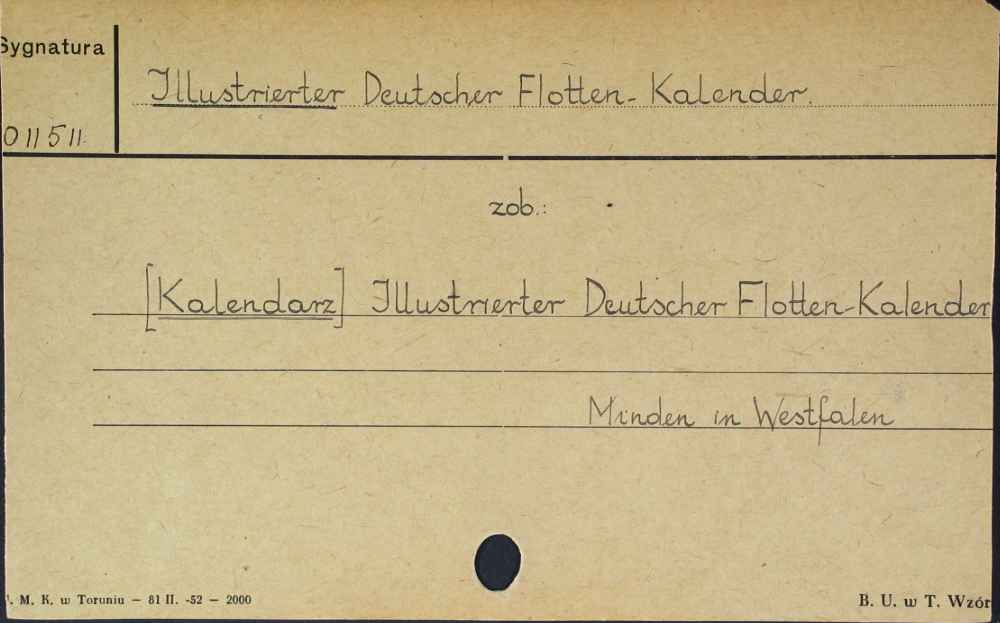 Sygnatura
Illustrierter Deutscher Flotten-Kalender.
011511
zob.:
[Kalendarz] Illustrierter Deutscher Flotten-Kalender
Minden in Westfalen
M. K. w Toruniu — 81 II. -52 — 2000
B. U. w T. Wzór